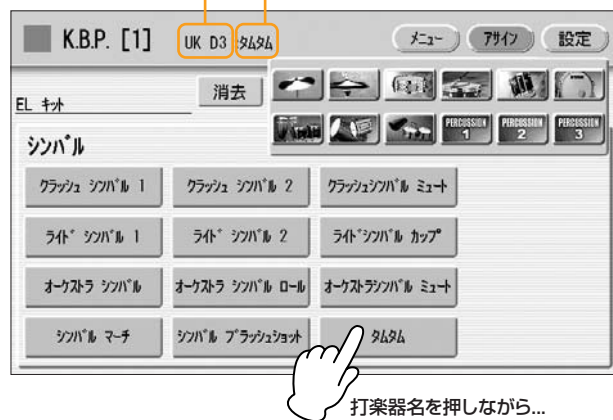 K.B.P. [1] UK D3 タムタム メニュー アサイン 設定
EL キット 消去
PERCUSSION 1 PERCUSSION 2 PERCUSSION 3
シンバル
クラッシュ シンバル 1 クラッシュ シンバル 2 クラッシュシンバル ミュート
ライド シンバル 1 ライド シンバル 2 ライドシンバル カップ
オーケストラ シンバル オーケストラ シンバル ロール オーケストラシンバル ミュート
シンバル マーチ シンバル ブラッシュショット タムタム
打楽器名を押しながら...